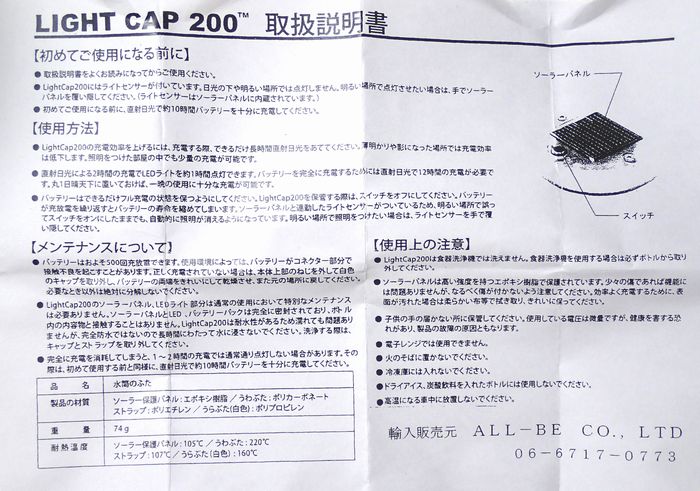 LIGHT CAP 200™ 取扱説明書
【初めてご使用になる前に】
● 取扱説明書をよくお読みになってからご使用ください。
● LightCap200にはライトセンサーが付いています。日光の下や明るい場所では点灯しません。明るい場所で点灯させたい場合は、手でソーラー
パネルを覆い隠してください。(ライトセンサーはソーラーパネルに内蔵されています。)
● 初めてご使用になる前に、直射日光で約10時間バッテリーを十分に充電してください。
【使用方法】
● LightCap200の充電効率を上げるには、充電する際、できるだけ長時間直射日光をあててください。薄明かりや影になった場所では充電効率
は低下します。照明をつけた部屋の中でも少量の充電が可能です。
● 直射日光による2時間の充電でLEDライトを約1時間点灯できます。バッテリーを完全に充電するためには直射日光で12時間の充電が必要で
す。丸1日晴天下に置いておけば、一晩の使用に十分な充電が可能です。
● バッテリーはできるだけフル充電の状態を保つようにしてください。LightCap200を保管する際は、スイッチをオフにしてください。バッテリー
が充放電を繰り返すとバッテリーの寿命を縮めてしまいます。ソーラーパネルと連動したライトセンサーがついているため、明るい場所で誤っ
てスイッチをオンにしたままでも、自動的に照明が消えるようになっています。明るい場所で照明をつけたい場合は、ライトセンサーを手で覆
い隠してください。
ソーラーパネル
スイッチ
【メンテナンスについて】
● バッテリーはおよそ500回充放電できます。使用環境によっては、バッテリーがコネクター部分で
接触不良を起こすことがあります。正しく充電されていない場合は、本体上部のねじを外して白色
のキャップを取り外し、バッテリーの両端をきれいにして乾燥させ、また元の場所に戻してください。
必要なとき以外は絶対に分解しないでください。
● LightCap200のソーラーパネル、LEDライト部分は通常の使用において特別なメンテナンス
は必要ありません。ソーラーパネルとLED、バッテリーパックは完全に密封されており、ボトル
内の内容物と接触することはありません。LightCap200は耐水性があるため濡れても問題あり
ませんが、完全防水ではないので長時間にわたって水に浸さないでください。洗浄する際は、
キャップとストラップを取り外してください。
● 完全に充電を消耗してしまうと、1～2時間の充電では通常通り点灯しない場合があります。その
際は、初めて使用する前と同様に、直射日光で約10時間バッテリーを十分に充電してください。
品 名 水筒のふた
製品の材質 ソーラー保護パネル:エポキシ樹脂 / うわぶた:ポリカーボネート
ストラップ:ポリエチレン / うらぶた(白色):ポリプロピレン
重 量 74g
耐熱温度 ソーラー保護パネル:105℃ / うわぶた:220℃
ストラップ:107℃ / うらぶた(白色):160℃
【使用上の注意】
● LightCap200は食器洗浄機では洗えません。食器洗浄機を使用する場合は必ずボトルから取り
外してください。
● ソーラーパネルは高い強度を持つエポキシ樹脂で保護されています。少々の傷であれば機能に
は問題ありませんが、なるべく傷が付かないよう注意してください。効率よく充電するために、表
面が汚れた場合は柔らかい布等で拭き取り、きれいに保ってください。
● 子供の手の届かない所に保管してください。使用している電圧は微量ですが、健康を害する恐
れがあり、製品の故障の原因ともなります。
● 電子レンジでは使用できません。
● 火のそばに置かないでください。
● 冷凍庫には入れないでください。
● ドライアイス、炭酸飲料を入れたボトルには使用しないでください。
● 高温になる車中に放置しないでください。
輸入販売元 ALL-BE CO., LTD
06-6717-0773